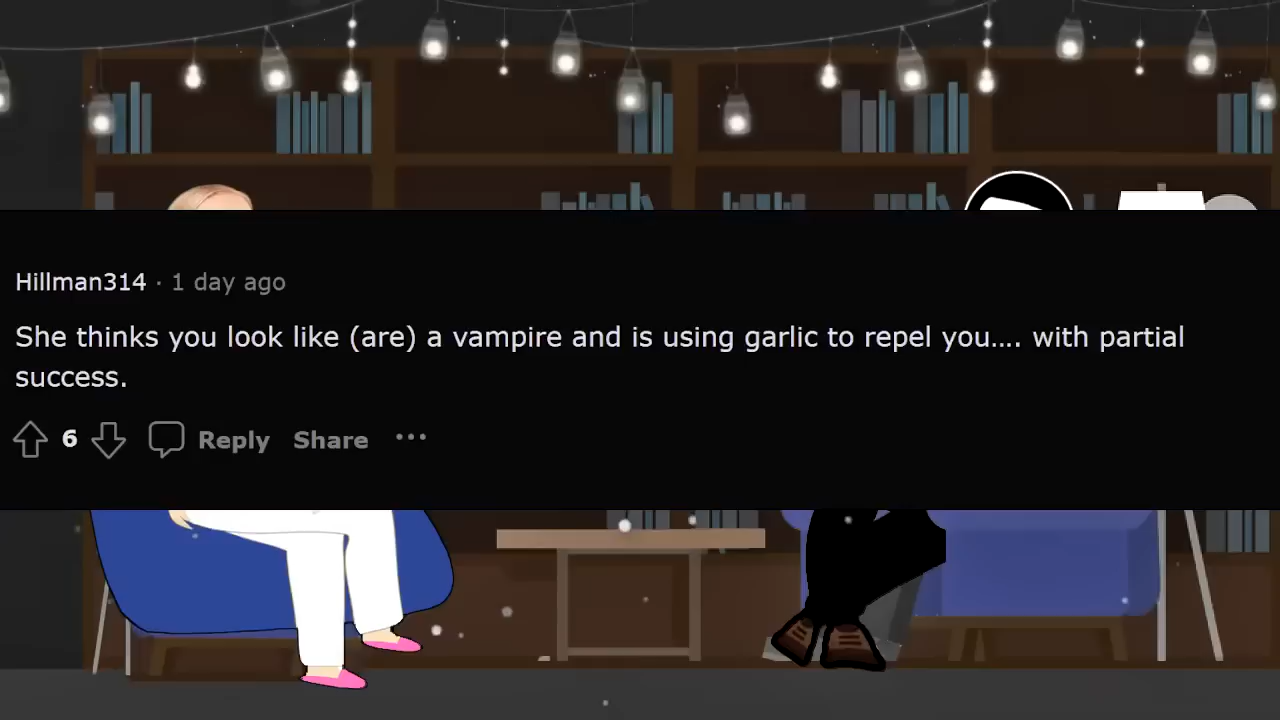 Hillman314 · 1 day ago
She thinks you look like (are) a vampire and is using garlic to repel you.... with partial
success.
6 Reply Share ···